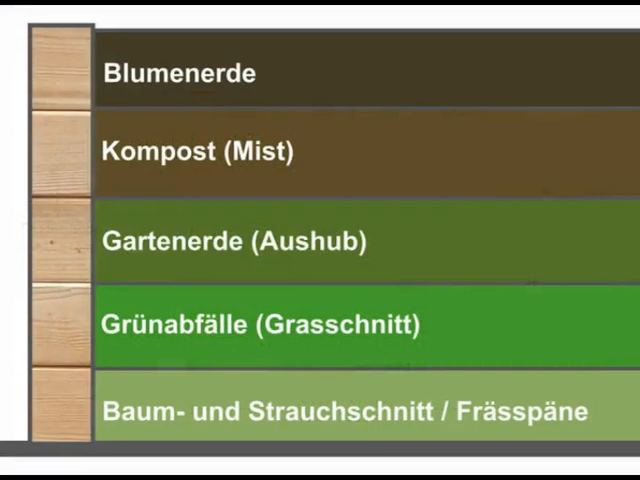 Blumenerde
Kompost (Mist)
Gartenerde (Aushub)
Grünabfälle (Grasschnitt)
Baum- und Strauchschnitt / Frässpäne